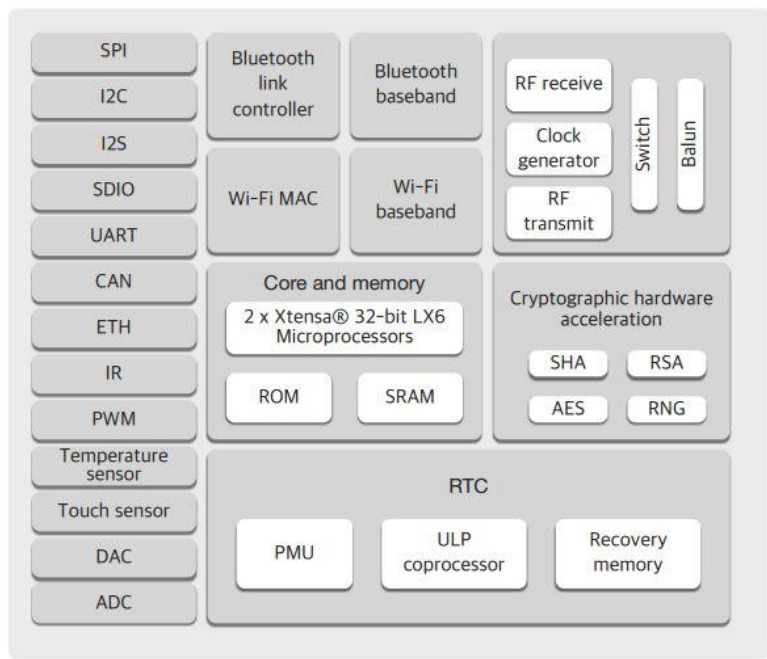 SPI
I2C
I2S
SDIO
UART
CAN
ETH
IR
PWM
Temperature
sensor
Touch sensor
DAC
ADC
Bluetooth
link
controller
Bluetooth
baseband
Wi-Fi MAC
Wi-Fi
baseband
RF receive
Clock
generator
RF
transmit
Switch
Balun
Core and memory
2 x Xtensa® 32-bit LX6
Microprocessors
ROM
SRAM
Cryptographic hardware
acceleration
SHA
RSA
AES
RNG
RTC
PMU
ULP
coprocessor
Recovery
memory